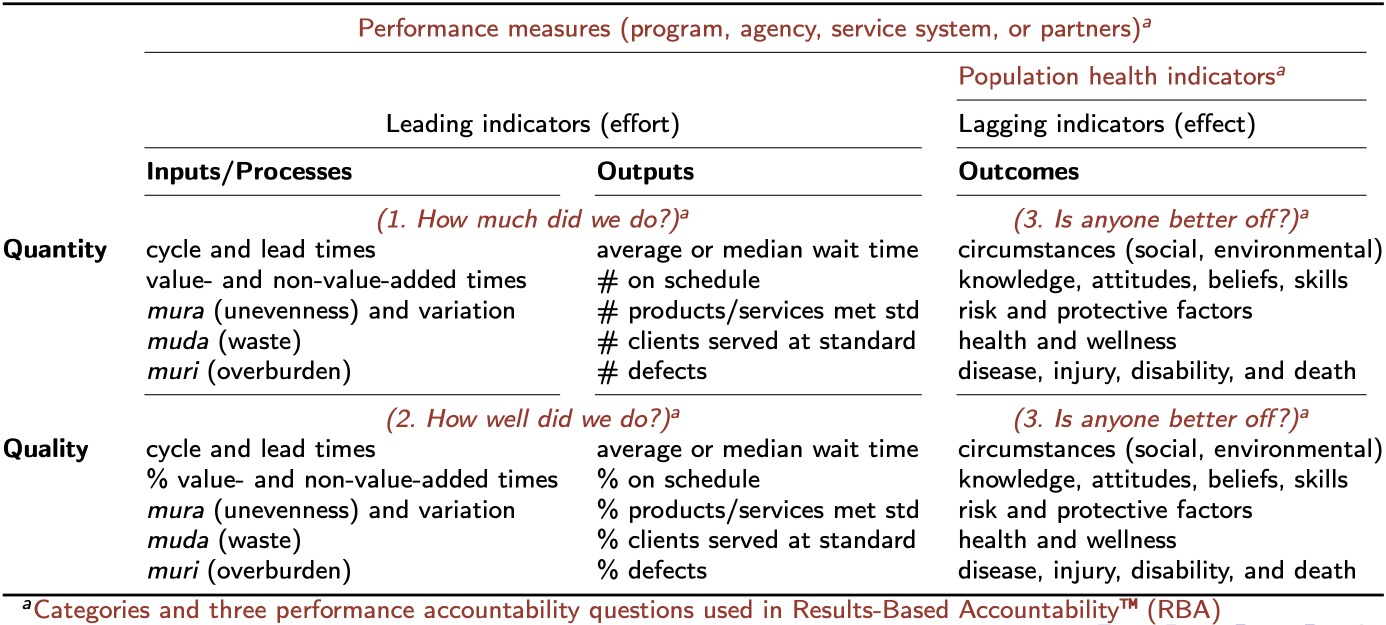 Performance measures (program, agency, service system, or partners)a
Population health indicatorsa
Leading indicators (effort) Lagging indicators (effect)
Inputs/Processes Outputs Outcomes
(1. How much did we do?)a (3. Is anyone better off?)a
Quantity cycle and lead times average or median wait time circumstances (social, environmental)
value- and non-value-added times # on schedule knowledge, attitudes, beliefs, skills
mura (unevenness) and variation # products/services met std risk and protective factors
muda (waste) # clients served at standard health and wellness
muri (overburden) # defects disease, injury, disability, and death
(2. How well did we do?)a (3. Is anyone better off?)a
Quality cycle and lead times average or median wait time circumstances (social, environmental)
% value- and non-value-added times % on schedule knowledge, attitudes, beliefs, skills
mura (unevenness) and variation % products/services met std risk and protective factors
muda (waste) % clients served at standard health and wellness
muri (overburden) % defects disease, injury, disability, and death
aCategories and three performance accountability questions used in Results-Based Accountability™ (RBA)